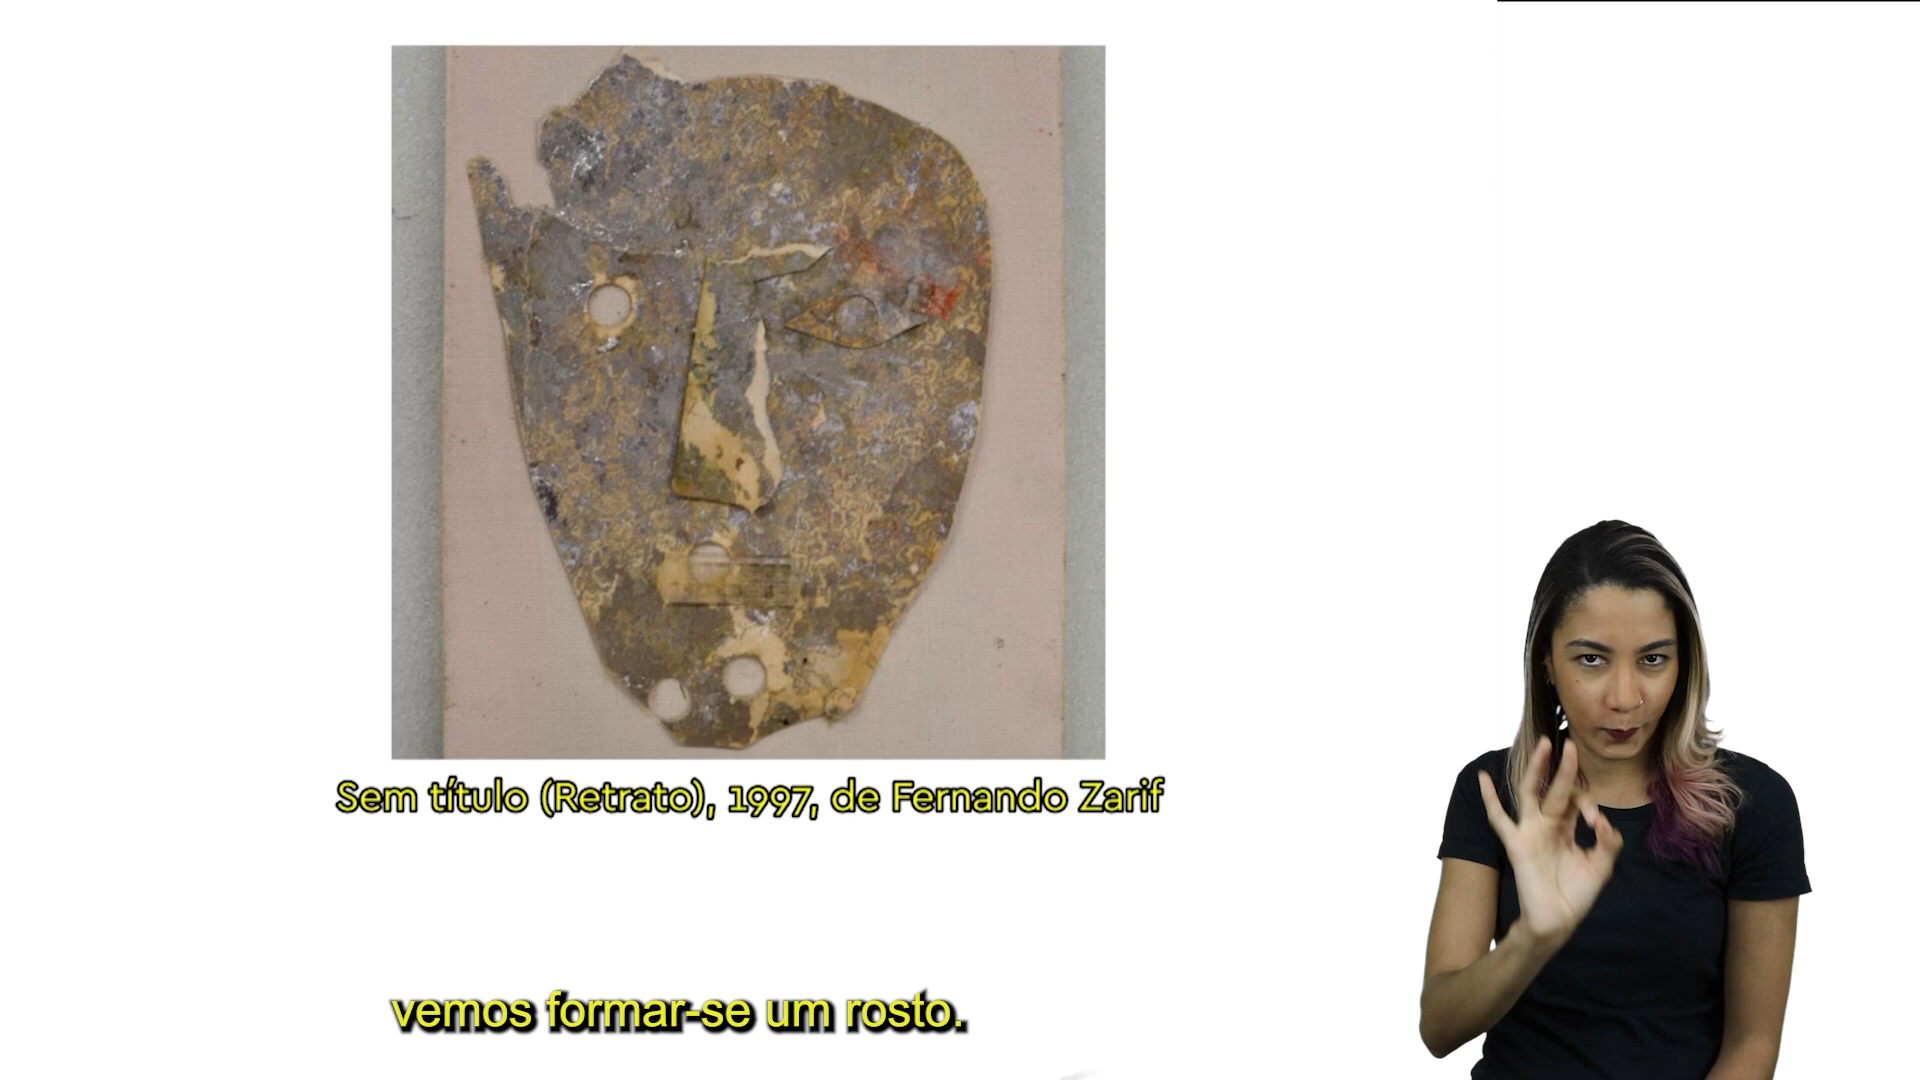 Sem título (Retrato), 1997, de Fernando Zarif
vemos formar-se um rosto.